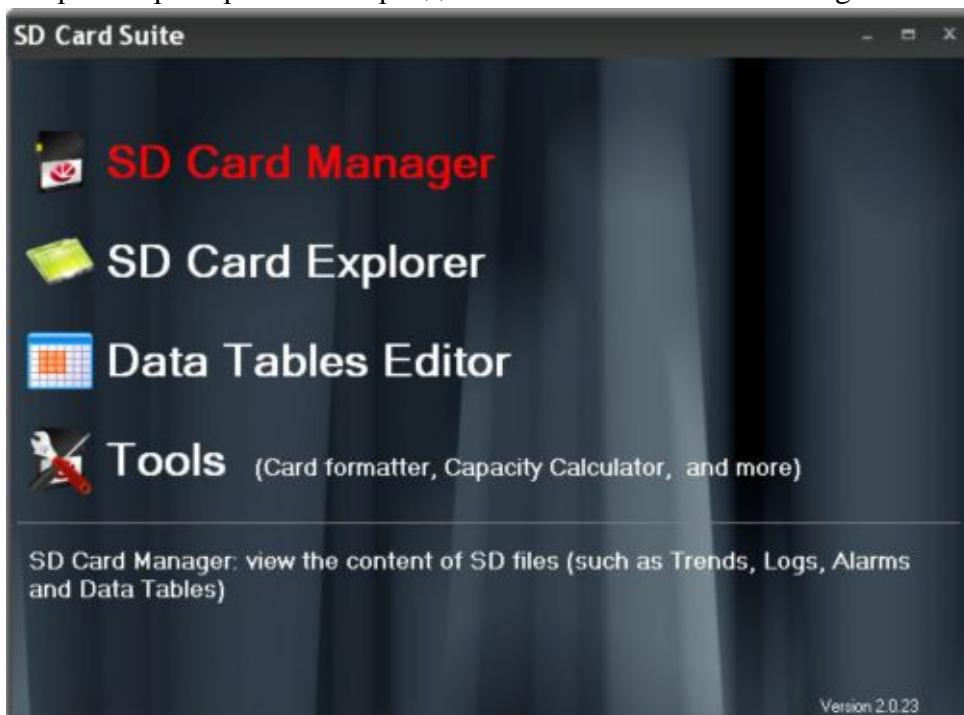 SD Card Suite
SD Card Manager
SD Card Explorer
Data Tables Editor
Tools (Card formatter, Capacity Calculator, and more)
SD Card Manager: view the content of SD files (such as Trends, Logs, Alarms
and Data Tables)
Version 2.0.23